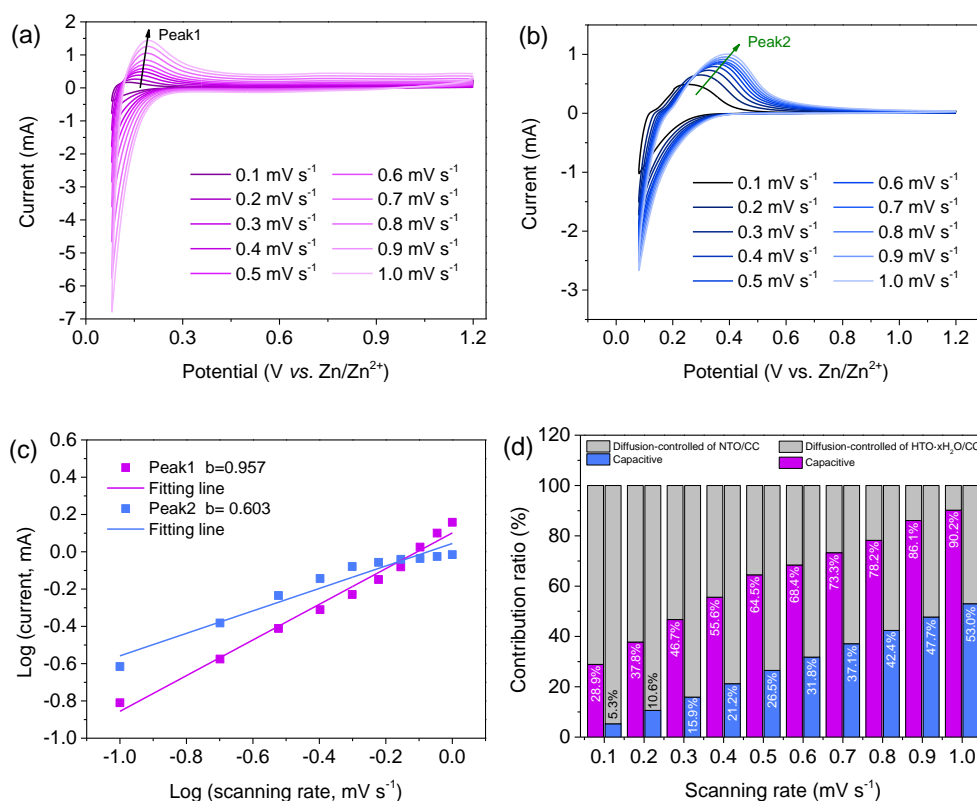 (a)
Peak1
2
1
0
-1
-2
-3
-4
-5
-6
-7
Current (mA)
0.1 mV s⁻¹ 0.6 mV s⁻¹
0.2 mV s⁻¹ 0.7 mV s⁻¹
0.3 mV s⁻¹ 0.8 mV s⁻¹
0.4 mV s⁻¹ 0.9 mV s⁻¹
0.5 mV s⁻¹ 1.0 mV s⁻¹
0.0 0.3 0.6 0.9 1.2
Potential (V vs. Zn/Zn²⁺)
(b)
Peak2
1
0
-1
-3
Current (mA)
0.1 mV s⁻¹ 0.6 mV s⁻¹
0.2 mV s⁻¹ 0.7 mV s⁻¹
0.3 mV s⁻¹ 0.8 mV s⁻¹
0.4 mV s⁻¹ 0.9 mV s⁻¹
0.5 mV s⁻¹ 1.0 mV s⁻¹
0.0 0.2 0.4 0.6 0.8 1.0 1.2
Potential (V vs. Zn/Zn²⁺)
(c)
0.6
0.4
0.2
0.0
-0.2
-0.4
-0.6
-0.8
-1.0
Log (current, mA)
Peak1 b=0.957
Fitting line
Peak2 b= 0.603
Fitting line
-1.0 -0.8 -0.6 -0.4 -0.2 0.0
Log (scanning rate, mV s⁻¹)
(d)
120
100
80
60
40
20
0
Contribution ratio (%)
Diffusion-controlled of NTO/CC Diffusion-controlled of HTO·xH₂O/CC
Capacitive Capacitive
28.9% 5.3% 37.8% 10.6% 46.7% 15.9% 55.6% 21.2% 64.5% 26.5% 68.4% 31.8% 73.3% 37.1% 78.2% 42.4% 86.1% 47.7% 90.2% 53.0%
0.1 0.2 0.3 0.4 0.5 0.6 0.7 0.8 0.9 1.0
Scanning rate (mV s⁻¹)